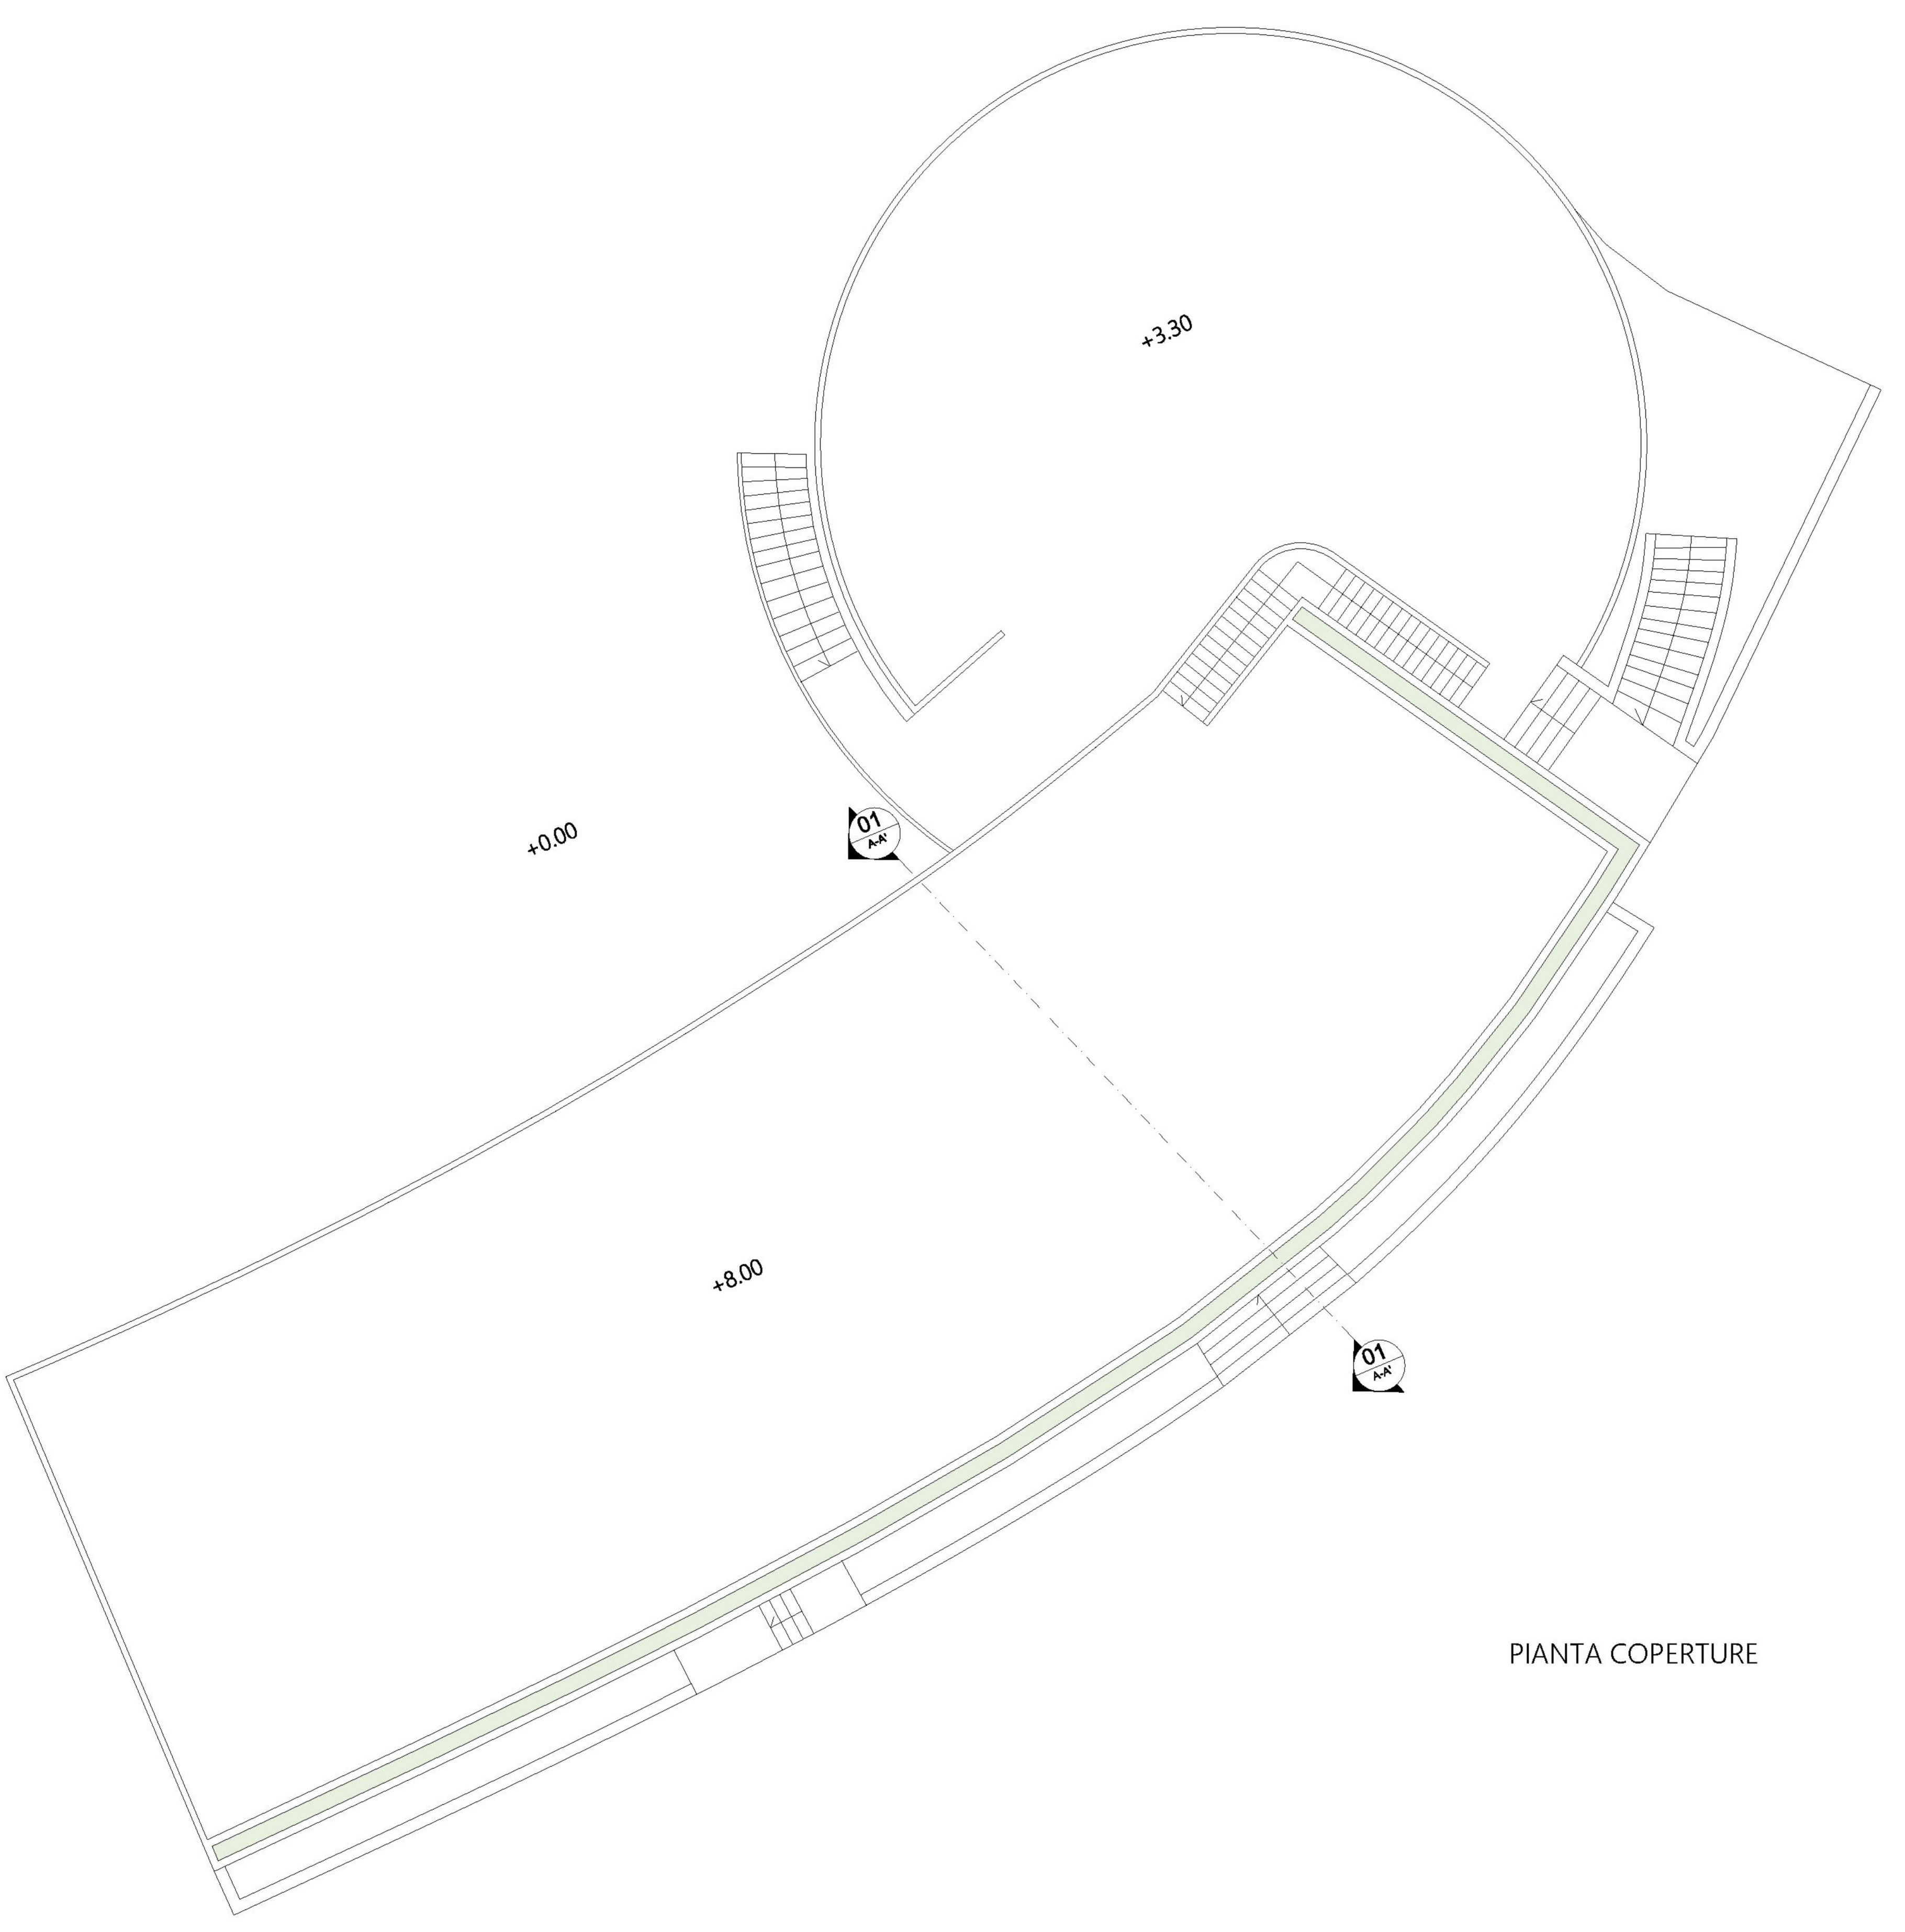 +3.30
+0.00
01
A-A'
+8.00
01
A-A'
PIANTA COPERTURE